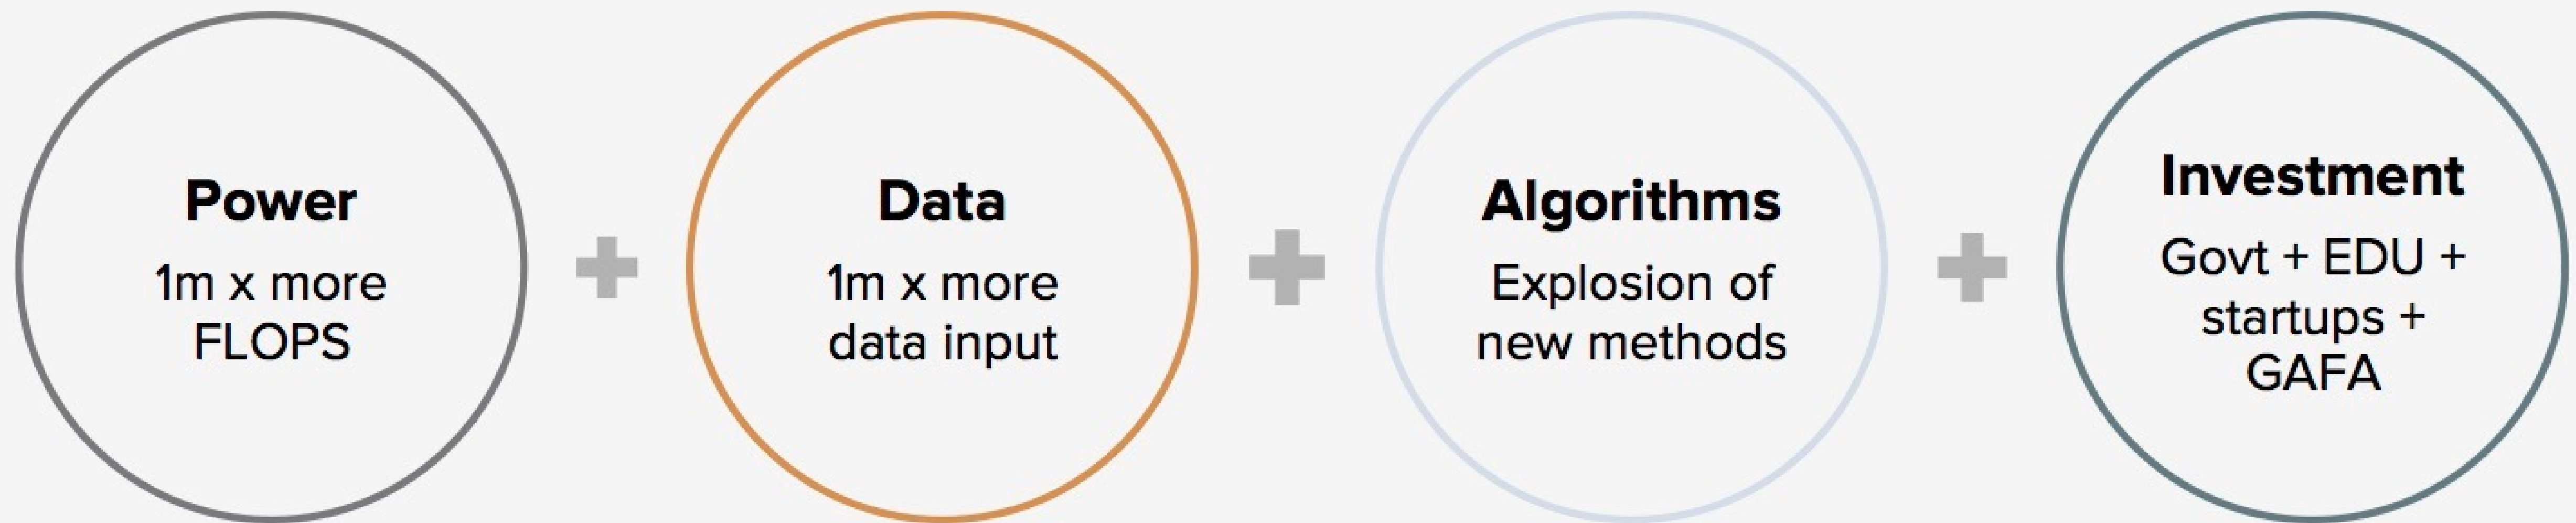 Power
1m x more
FLOPS
Data
1m x more
data input
Algorithms
Explosion of
new methods
Investment
Govt + EDU +
startups +
GAFA